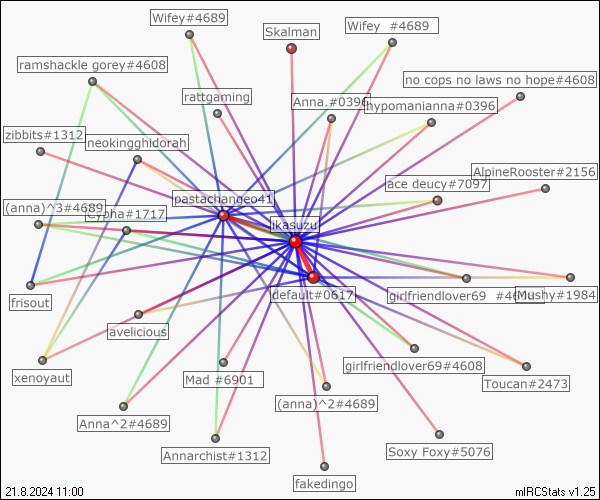 Wifey#4689
Skalman
Wifey  #4689
ramshackle gorey#4608
no cops no laws no hope#4608
rattgaming
Anna.#0396
hypomanianna#0396
zibbits#1312
neokingghidorah
AlpineRooster#2156
ace deucy#7097
pastachangeo41
(anna)^3#4689
Cypha#1717
ikasuzu
default#0617
girlfriendlover69  #4608
Mushy#1984
frisout
avelicious
girlfriendlover69#4608
xenoyaut
Mad #6901
Toucan#2473
(anna)^2#4689
Anna^2#4689
Annarchist#1312
Soxy Foxy#5076
fakedingo
21.8.2024 11:00
mIRCStats v1.25